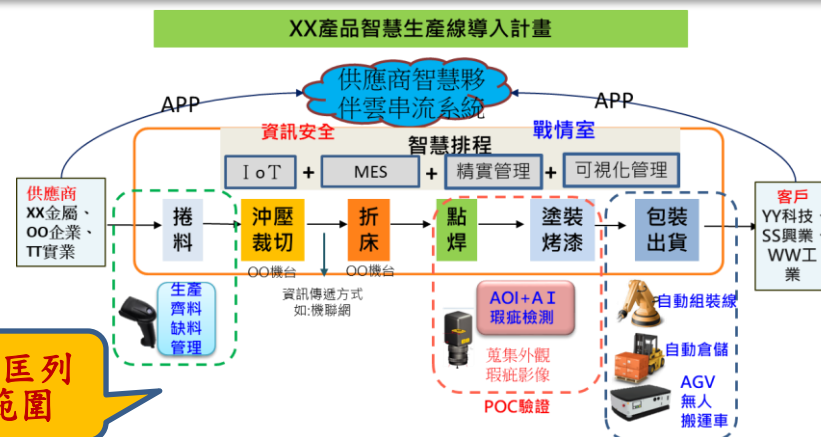 XX產品智慧生產線導入計畫
供應商智慧夥
伴雲串流系統
APP
APP
資訊安全
戰情室
智慧排程
IoT
+
MES
+
精實管理
+
可視化管理
供應商
XX金屬、
OO企業、
TT實業
捲
料
沖壓
裁切
折
床
點
焊
塗裝
烤漆
包裝
出貨
客戶
YY科技、
SS興業、
WW工
業
OO機台
OO機台
資訊傳遞方式
如:機聯網
生產
齊料
缺料
管理
AOI+AI
瑕疵檢測
蒐集外觀
瑕疵影像
POC驗證
自動組裝線
自動倉儲
AGV
無人
搬運車
匡列
範圍